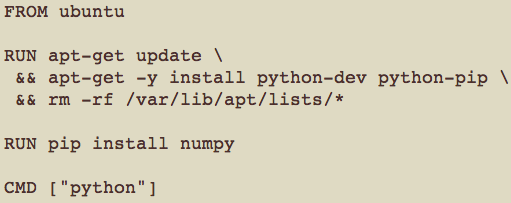 FROM ubuntu
RUN apt-get update \
&& apt-get -y install python-dev python-pip \
&& rm -rf /var/lib/apt/lists/*
RUN pip install numpy
CMD ["python"]